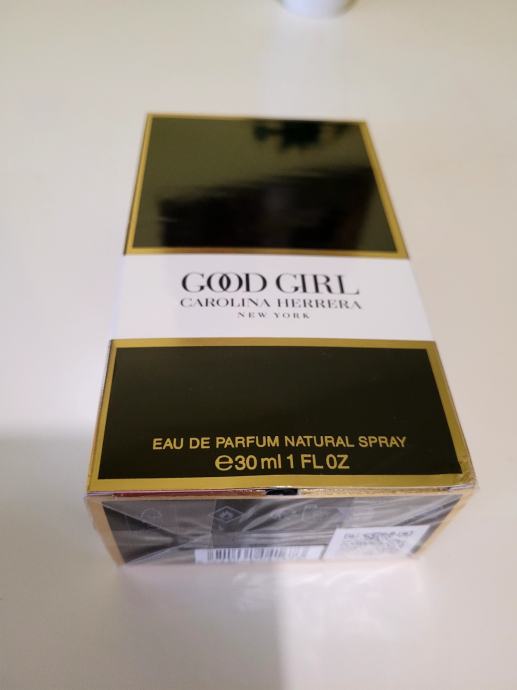 GOOD GIRL
CAROLINA HERRERA
NEW YORK
EAU DE PARFUM NATURAL SPRAY
℮30 ml 1 FL OZ